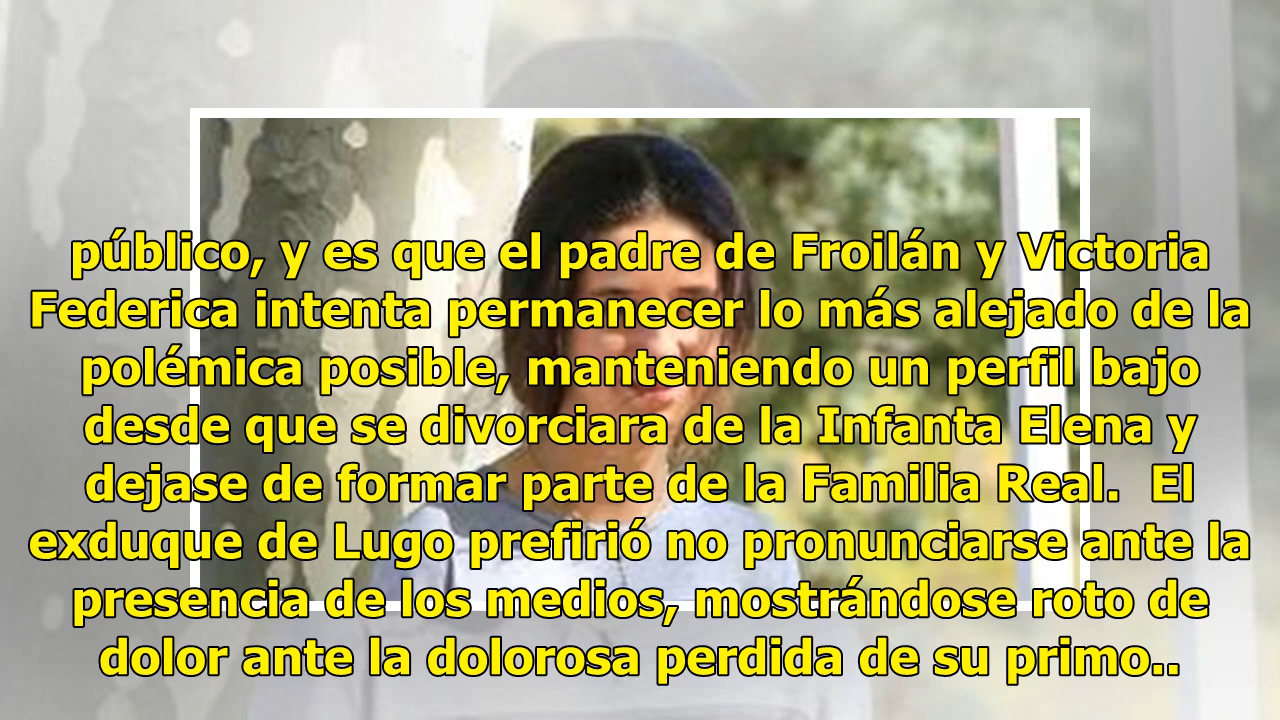 público, y es que el padre de Froilán y Victoria
Federica intenta permanecer lo más alejado de la
polémica posible, manteniendo un perfil bajo
desde que se divorciara de la Infanta Elena y
dejase de formar parte de la Familia Real.  El
exduque de Lugo prefirió no pronunciarse ante la
presencia de los medios, mostrándose roto de
dolor ante la dolorosa perdida de su primo..